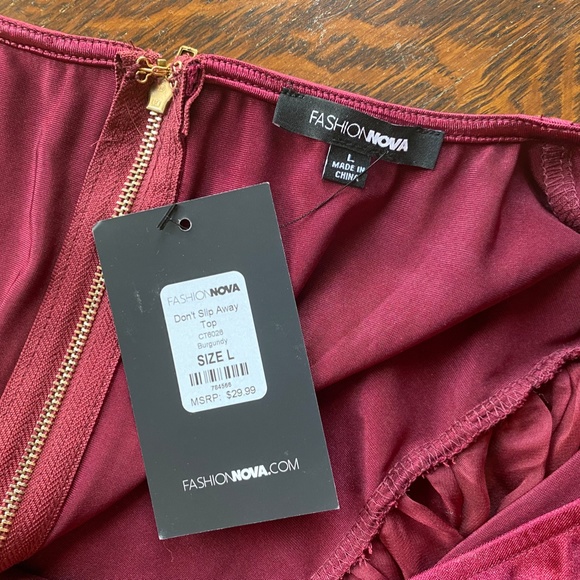 FASHIONNOVA
L
MADE IN
CHINA
FASHIONNOVA
Don't Slip Away
Top
CT6026
Burgundy
SIZE L
784566
MSRP: $29.99
FASHIONNOVA.COM